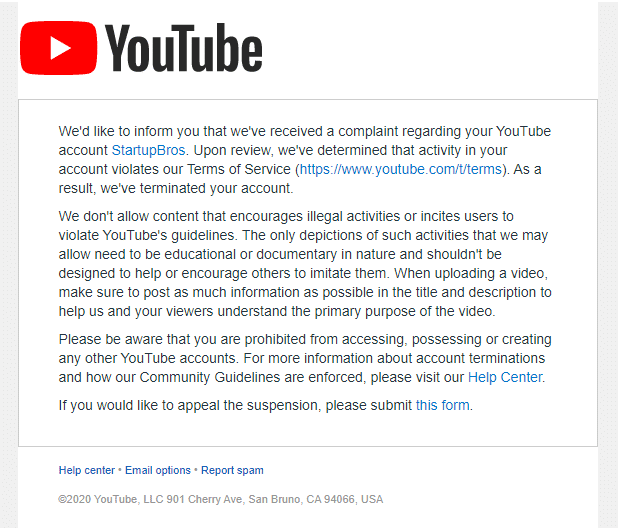 YouTube
We'd like to inform you that we've received a complaint regarding your YouTube
account StartupBros. Upon review, we've determined that activity in your
account violates our Terms of Service (https://www.youtube.com/t/terms). As a
result, we've terminated your account.
We don't allow content that encourages illegal activities or incites users to
violate YouTube's guidelines. The only depictions of such activities that we may
allow need to be educational or documentary in nature and shouldn't be
designed to help or encourage others to imitate them. When uploading a video,
make sure to post as much information as possible in the title and description to
help us and your viewers understand the primary purpose of the video.
Please be aware that you are prohibited from accessing, possessing or creating
any other YouTube accounts. For more information about account terminations
and how our Community Guidelines are enforced, please visit our Help Center.
If you would like to appeal the suspension, please submit this form.
Help center • Email options • Report spam
©2020 YouTube, LLC 901 Cherry Ave, San Bruno, CA 94066, USA